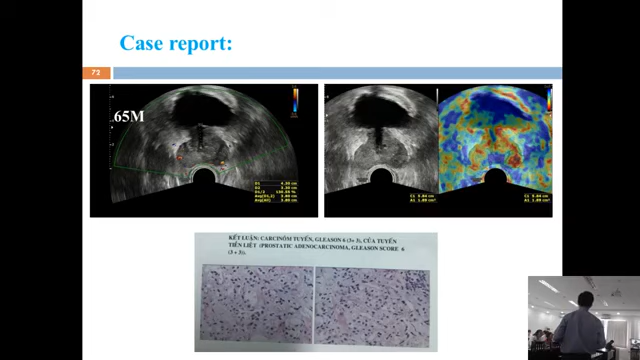 Case report:
72
65M
KẾT LUẬN: CARCINÔM TUYẾN, GLEASON 6 (3+ 3), CỦA TUYẾN
TIỀN LIỆT (PROSTATIC ADENOCARCINOMA, GLEASON SCORE 6
(3 + 3)).